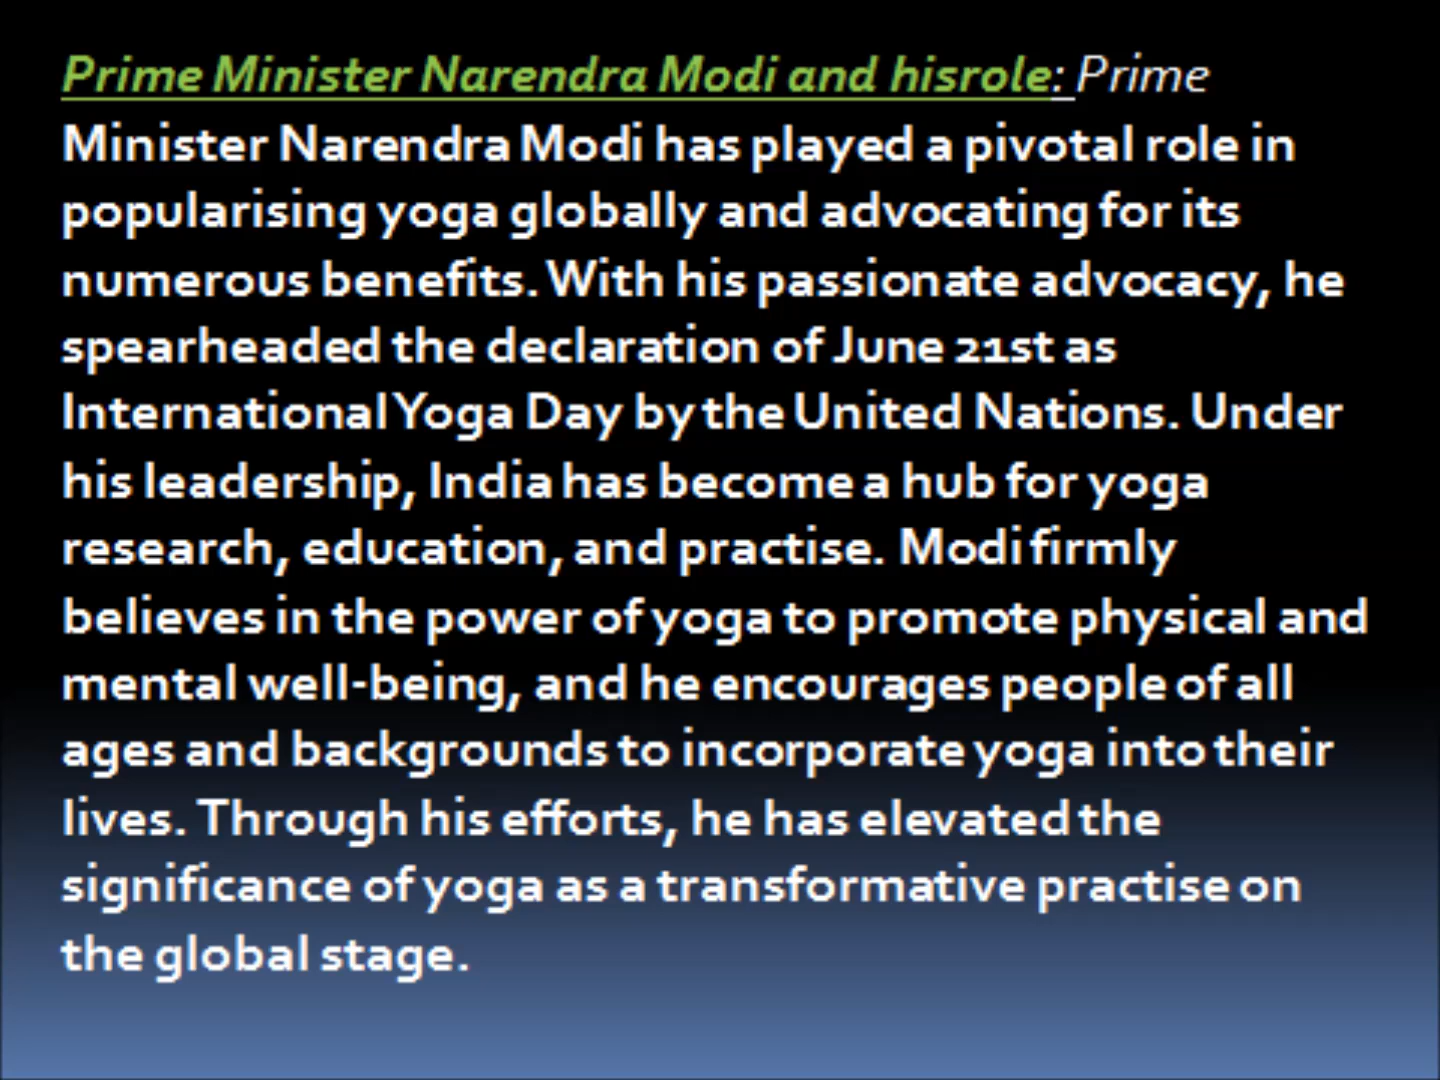 Prime Minister Narendra Modi and hisrole: Prime
Minister Narendra Modi has played a pivotal role in
popularising yoga globally and advocating for its
numerous benefits. With his passionate advocacy, he
spearheaded the declaration of June 21st as
International Yoga Day by the United Nations. Under
his leadership, India has become a hub for yoga
research, education, and practise. Modi firmly
believes in the power of yoga to promote physical and
mental well-being, and he encourages people of all
ages and backgrounds to incorporate yoga into their
lives. Through his efforts, he has elevated the
significance of yoga as a transformative practise on
the global stage.